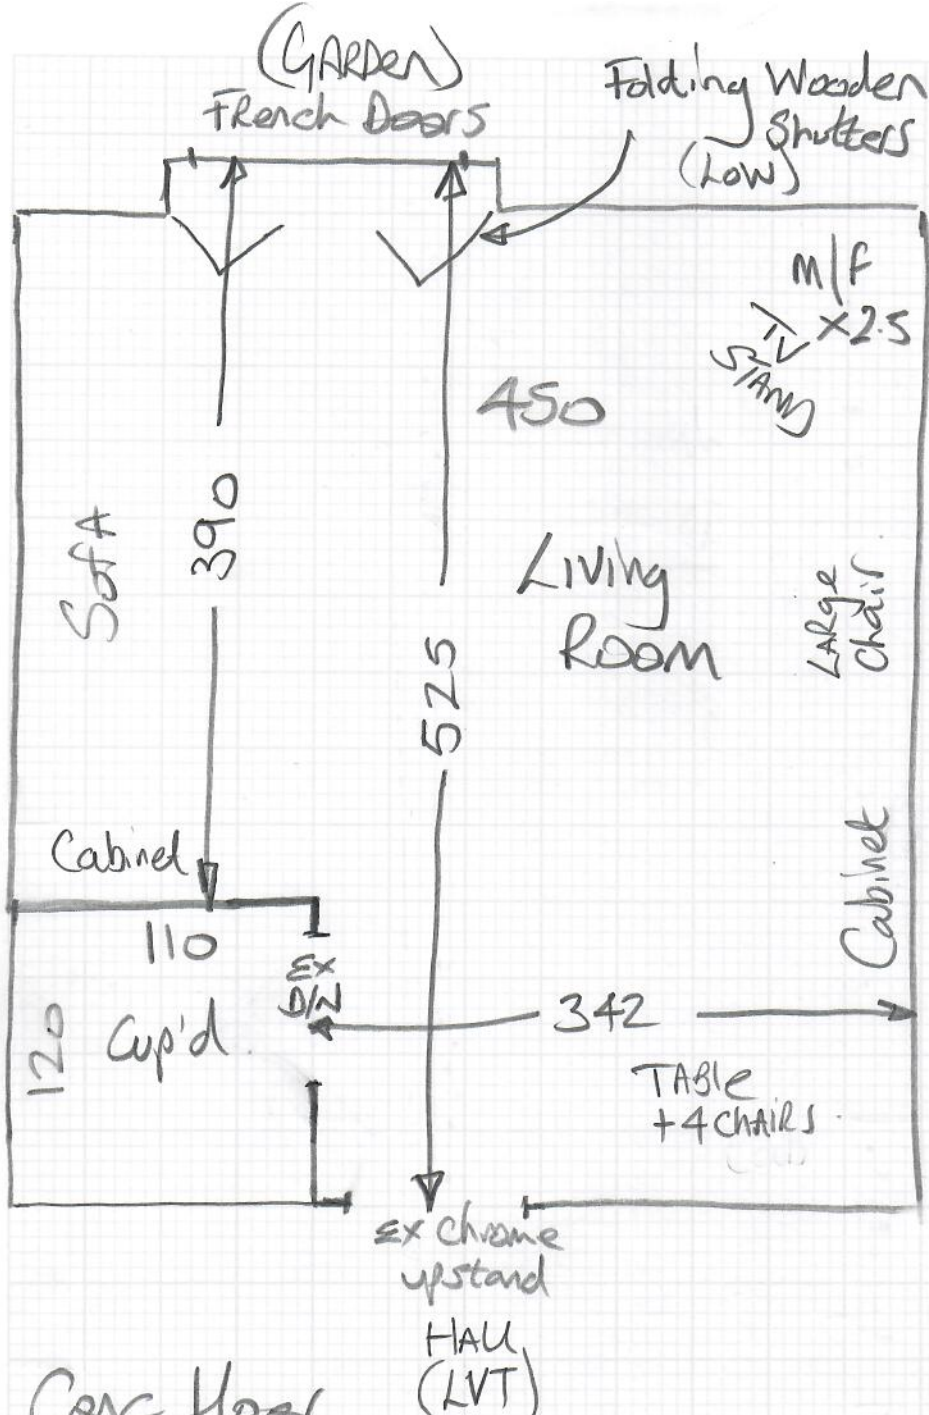 (GARDEN)
French Doors
Folding Wooden
Shutters
(LOW)
M/F
x2.5
TV
STAND
450
390
Sofa
Living
Room
525
LARge
Chair
Cabinet
Cabinet
110
Ex
D/N
342
120
Cup'd
TABle
+4 CHAIRS
Ex Chrome
upstand
HALL
(LVT)